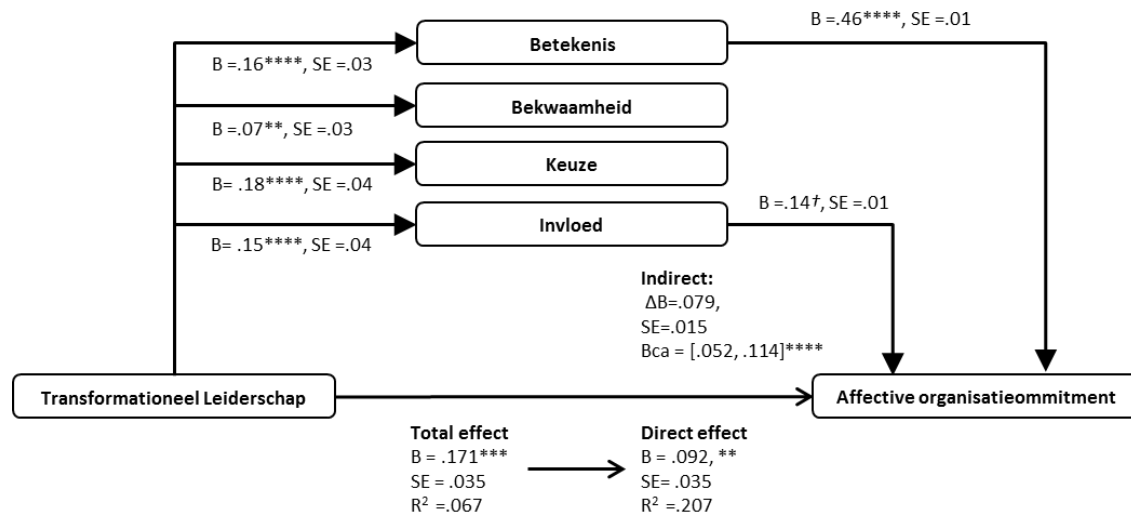 Betekenis
B =.46****, SE =.01
B =.16****, SE =.03
Bekwaamheid
B =.07**, SE =.03
Keuze
B= .18****, SE =.04
B =.14†, SE =.01
Invloed
B= .15****, SE =.04
Indirect:
ΔB=.079,
SE=.015
Bca = [.052, .114]****
Transformationeel Leiderschap
Affective organisatieommitment
Total effect
B = .171***
SE = .035
R² =.067
Direct effect
B = .092, **
SE= .035
R² =.207